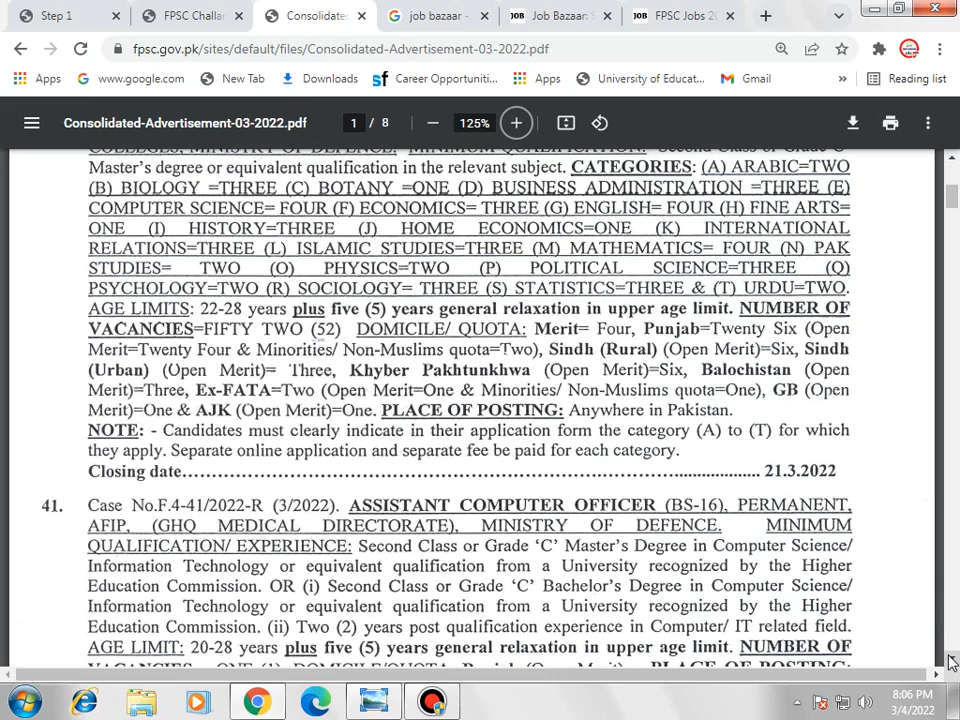 Step 1
FPSC Challa
Consolidate
job bazaar -
JOB
Job Bazaar: S
JOB
FPSC Jobs 20
fpsc.gov.pk/sites/default/files/Consolidated-Advertisement-03-2022.pdf
Apps
www.google.com
New Tab
Downloads
sf
Career Opportuniti...
Apps
University of Educat...
Gmail
»
Reading list
Consolidated-Advertisement-03-2022.pdf
1 / 8
125%
COLLEGES, MINISTRY OF DEFENCE. MINIMUM QUALIFICATION: Second Class or Grade C
Master's degree or equivalent qualification in the relevant subject. CATEGORIES: (A) ARABIC=TWO
(B) BIOLOGY =THREE (C) BOTANY =ONE (D) BUSINESS ADMINISTRATION =THREE (E)
COMPUTER SCIENCE= FOUR (F) ECONOMICS= THREE (G) ENGLISH= FOUR (H) FINE ARTS=
ONE (I) HISTORY=THREE (J) HOME ECONOMICS=ONE (K) INTERNATIONAL
RELATIONS=THREE (L) ISLAMIC STUDIES=THREE (M) MATHEMATICS= FOUR (N) PAK
STUDIES= TWO (O) PHYSICS=TWO (P) POLITICAL SCIENCE=THREE (Q)
PSYCHOLOGY=TWO (R) SOCIOLOGY= THREE (S) STATISTICS=THREE & (T) URDU=TWO.
AGE LIMITS: 22-28 years plus five (5) years general relaxation in upper age limit. NUMBER OF
VACANCIES=FIFTY TWO (52) DOMICILE/ QUOTA: Merit= Four, Punjab=Twenty Six (Open
Merit=Twenty Four & Minorities/ Non-Muslims quota=Two), Sindh (Rural) (Open Merit)=Six, Sindh
(Urban) (Open Merit)= Three, Khyber Pakhtunkhwa (Open Merit)=Six, Balochistan (Open
Merit)=Three, Ex-FATA=Two (Open Merit=One & Minorities/ Non-Muslims quota=One), GB (Open
Merit)=One & AJK (Open Merit)=One. PLACE OF POSTING: Anywhere in Pakistan.
NOTE: - Candidates must clearly indicate in their application form the category (A) to (T) for which
they apply. Separate online application and separate fee be paid for each category.
Closing date……………………………………………………………………................... 21.3.2022
41. Case No.F.4-41/2022-R (3/2022). ASSISTANT COMPUTER OFFICER (BS-16), PERMANENT,
AFIP, (GHQ MEDICAL DIRECTORATE), MINISTRY OF DEFENCE. MINIMUM
QUALIFICATION/ EXPERIENCE: Second Class or Grade ‘C’ Master’s Degree in Computer Science/
Information Technology or equivalent qualification from a University recognized by the Higher
Education Commission. OR (i) Second Class or Grade ‘C’ Bachelor’s Degree in Computer Science/
Information Technology or equivalent qualification from a University recognized by the Higher
Education Commission. (ii) Two (2) years post qualification experience in Computer/ IT related field.
AGE LIMIT: 20-28 years plus five (5) years general relaxation in upper age limit. NUMBER OF
VACANCIES= ONE (1) DOMICILE/QUOTA: (Open Merit) PLACE OF POSTING:
8:06 PM
3/4/2022